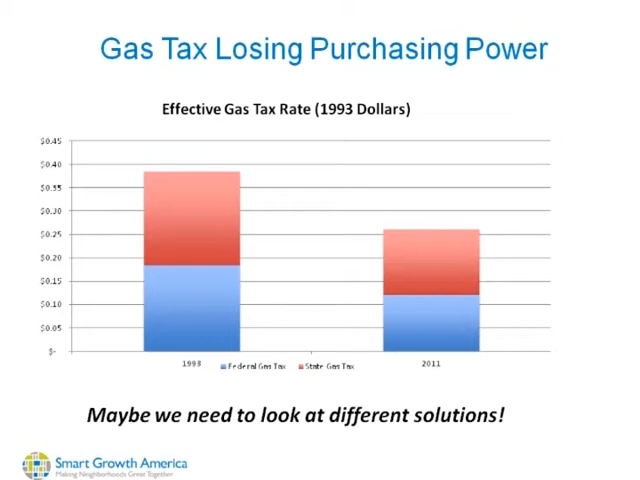 Gas Tax Losing Purchasing Power
Effective Gas Tax Rate (1993 Dollars)
$0.45
$0.40
$0.35
$0.30
$0.25
$0.20
$0.15
$0.10
$0.05
$-
1993
Federal Gas Tax
State Gas Tax
2011
Maybe we need to look at different solutions!
Smart Growth America
Making Neighborhoods Great Together